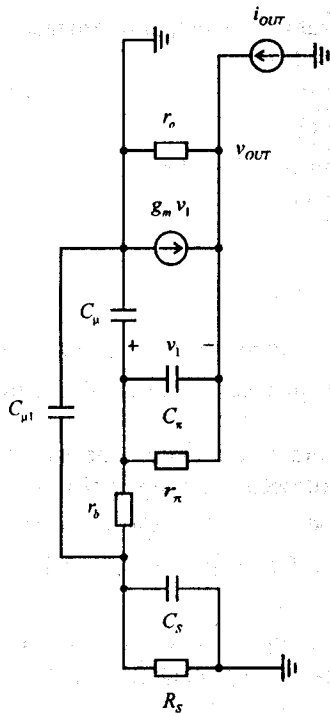 i_OUT
r_o
v_OUT
g_m v_1
C_μ
+ v_1 −
C_μ1
C_π
r_π
r_b
C_S
R_S